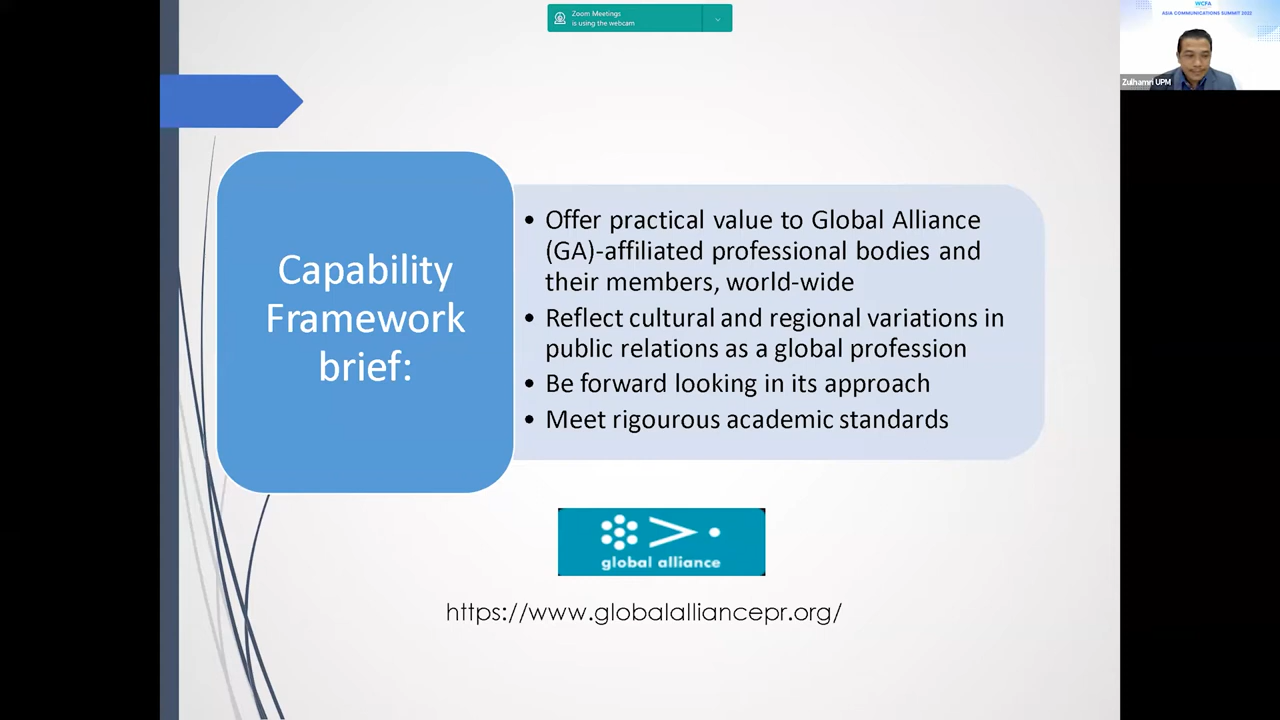 Zoom Meetings
is using the webcam
WCFA
ASIA COMMUNICATIONS SUMMIT 2022
Zulhamri UPM
Capability
Framework
brief:
• Offer practical value to Global Alliance
(GA)-affiliated professional bodies and
their members, world-wide
• Reflect cultural and regional variations in
public relations as a global profession
• Be forward looking in its approach
• Meet rigourous academic standards
global alliance
https://www.globalalliancepr.org/